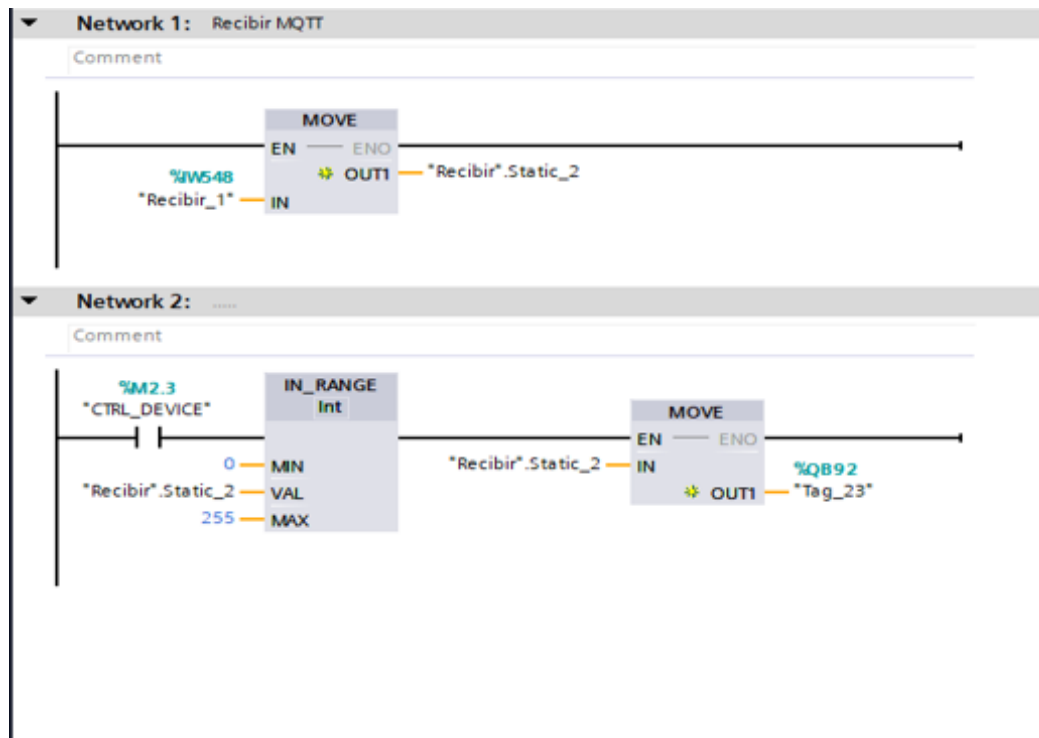 Network 1: Recibir MQTT
Comment
MOVE
EN ENO
%IW548
OUT1 "Recibir".Static_2
"Recibir_1" IN
Network 2: .....
Comment
%M2.3
"CTRL_DEVICE"
IN_RANGE
Int
MOVE
EN ENO
0 MIN
"Recibir".Static_2 IN
%QB92
"Recibir".Static_2 VAL
OUT1 "Tag_23"
255 MAX